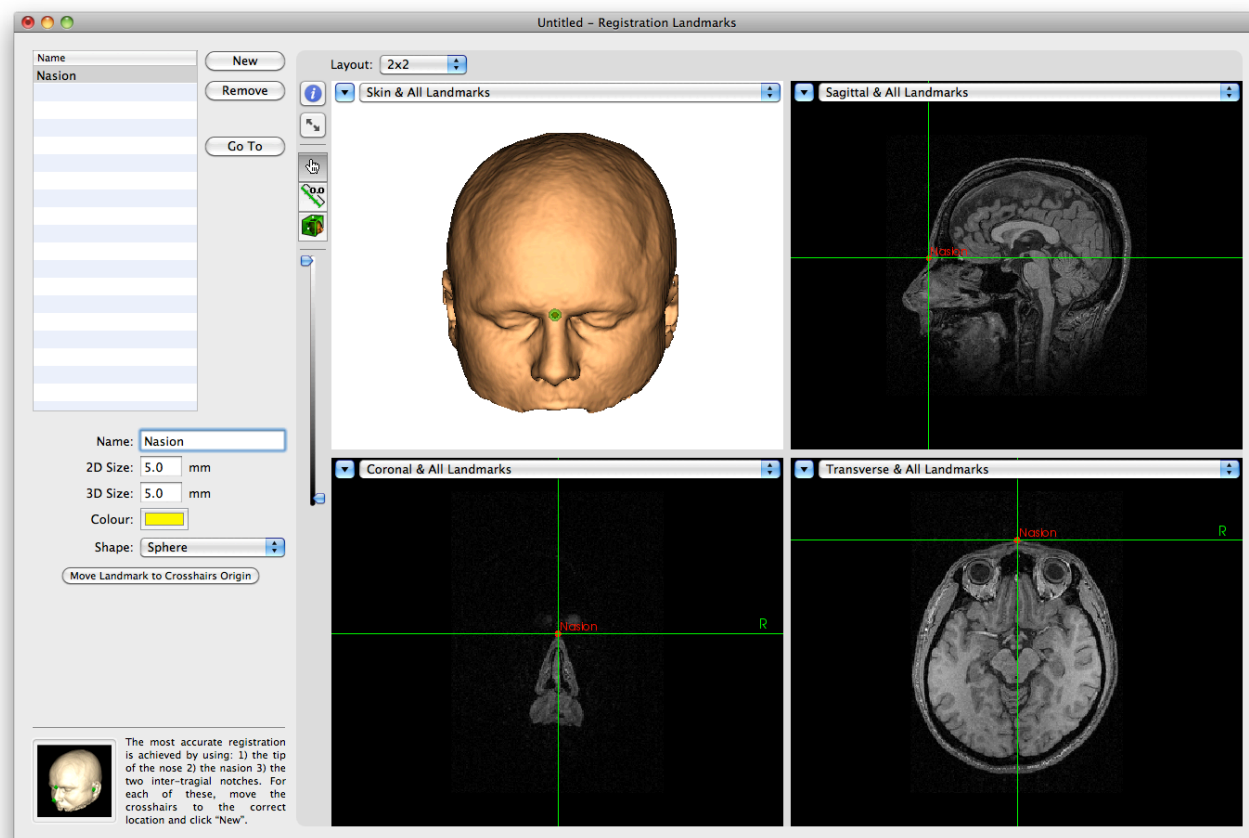 Untitled – Registration Landmarks
Name
Nasion
New
Remove
Go To
Layout: 2x2
Skin & All Landmarks
0.0
Sagittal & All Landmarks
Nasion
Name: Nasion
2D Size: 5.0 mm
3D Size: 5.0 mm
Colour:
Shape: Sphere
Move Landmark to Crosshairs Origin
Coronal & All Landmarks
Nasion
R
Transverse & All Landmarks
Nasion
R
The most accurate registration
is achieved by using: 1) the tip
of the nose 2) the nasion 3) the
two inter-tragial notches. For
each of these, move the
crosshairs to the correct
location and click "New".